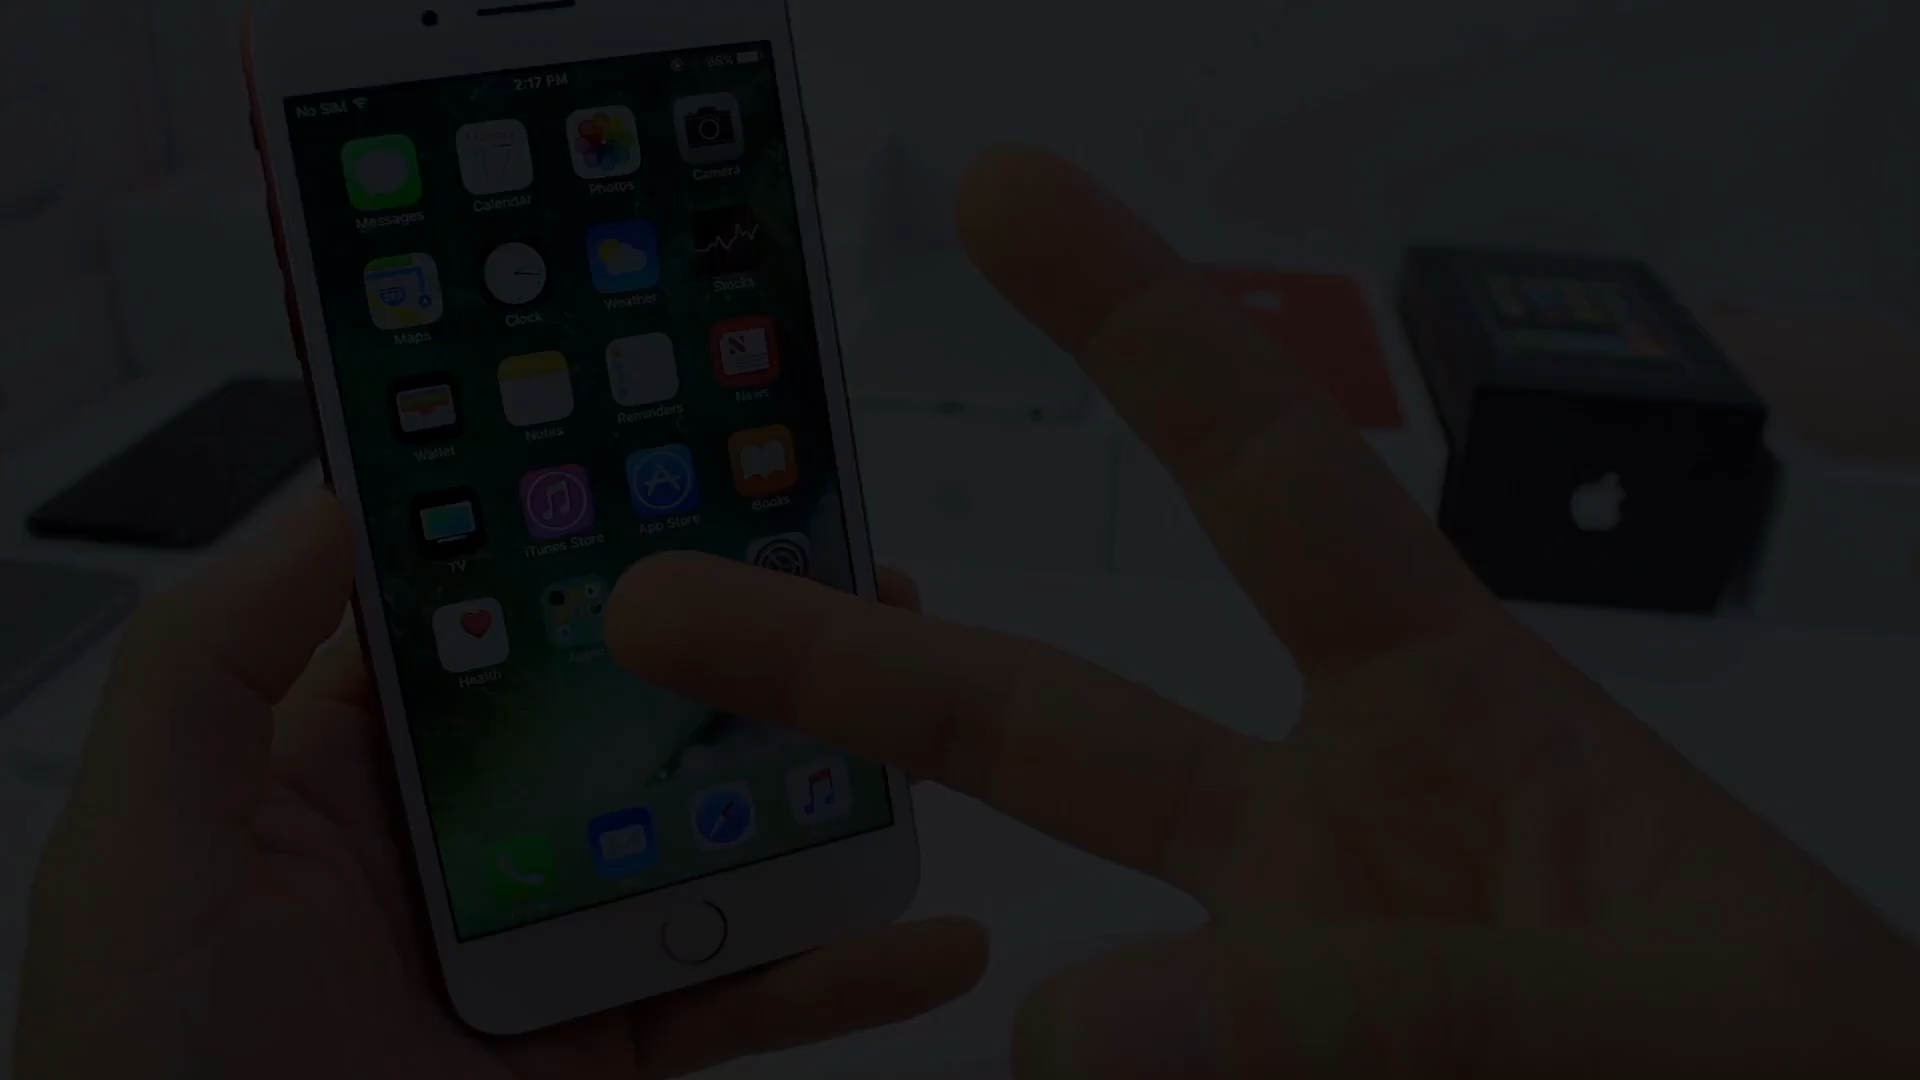 No SIM
2:17 PM
Messages
Calendar
Photos
Camera
Maps
Clock
Weather
Stocks
Wallet
Notes
Reminders
News
TV
iTunes Store
App Store
iBooks
Health